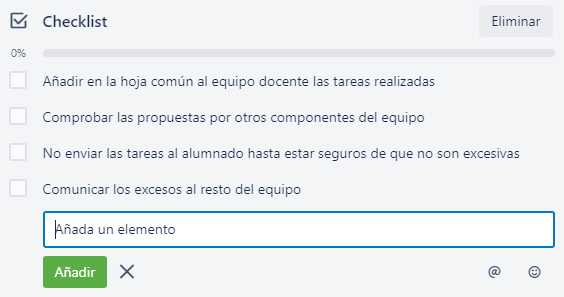 Checklist
Eliminar
0%
Añadir en la hoja común al equipo docente las tareas realizadas
Comprobar las propuestas por otros componentes del equipo
No enviar las tareas al alumnado hasta estar seguros de que no son excesivas
Comunicar los excesos al resto del equipo
Añada un elemento
Añadir
@